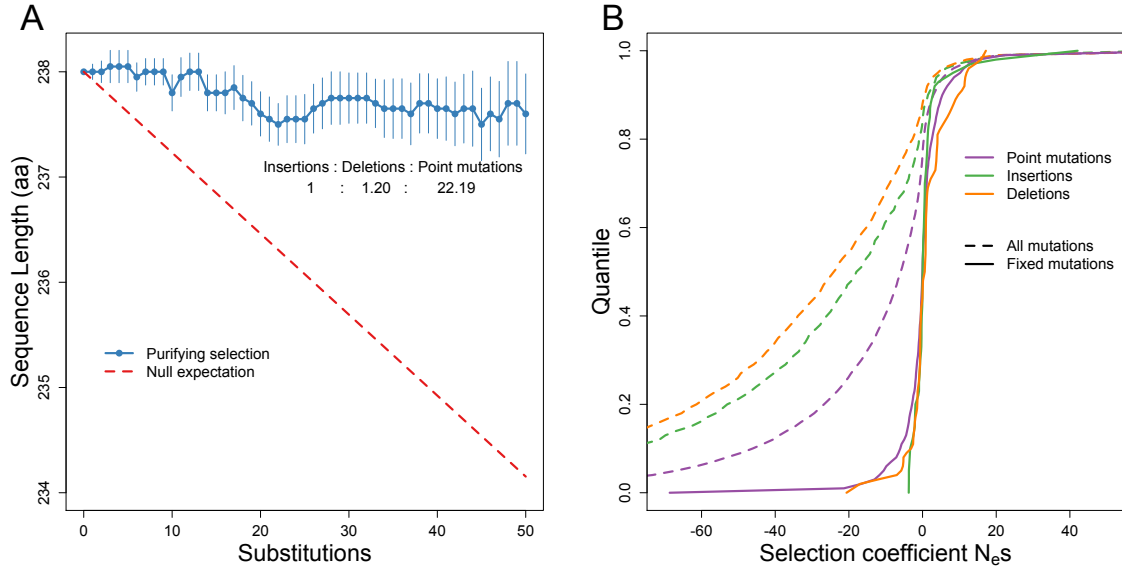 A
Sequence Length (aa)
238
237
236
235
234
Insertions : Deletions : Point mutations
1 : 1.20 : 22.19
Purifying selection
Null expectation
0 10 20 30 40 50
Substitutions
B
Quantile
1.0
0.8
0.6
0.4
0.2
0.0
Point mutations
Insertions
Deletions
All mutations
Fixed mutations
-60 -40 -20 0 20 40
Selection coefficient Nes